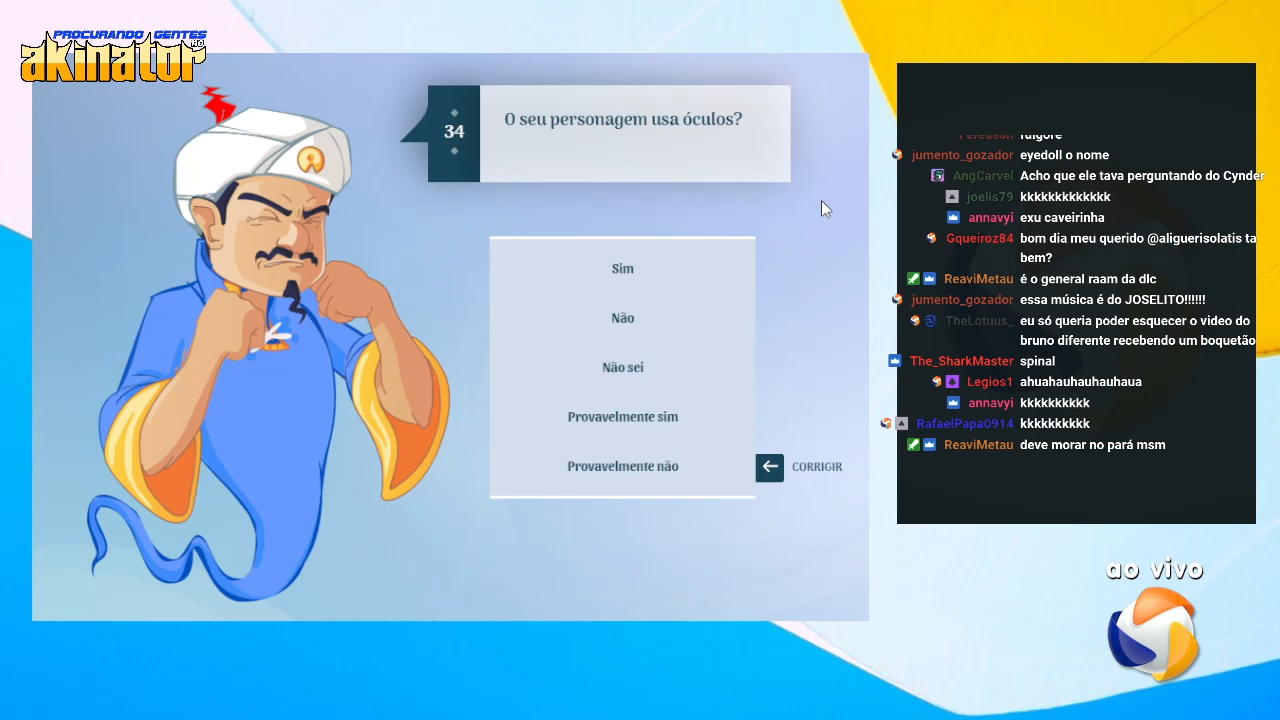 PROCURANDO GENTES
NO
akinator
34
O seu personagem usa óculos?
Sim
Não
Não sei
Provavelmente sim
Provavelmente não
CORRIGIR
fulgore
jumento_gozador eyedoll o nome
AngCarvel Acho que ele tava perguntando do Cynder
joelis79 kkkkkkkkkkkkk
annavyi exu caveirinha
Gqueiroz84 bom dia meu querido @aliguerisolatis ta
bem?
ReaviMetau é o general raam da dlc
jumento_gozador essa música é do JOSELITO!!!!!!
TheLotuus_ eu só queria poder esquecer o video do
bruno diferente recebendo um boquetão
The_SharkMaster spinal
Legios1 ahuahauhauhauhaua
annavyi kkkkkkkkkk
RafaelPapa0914 kkkkkkkkkk
ReaviMetau deve morar no pará msm
ao vivo